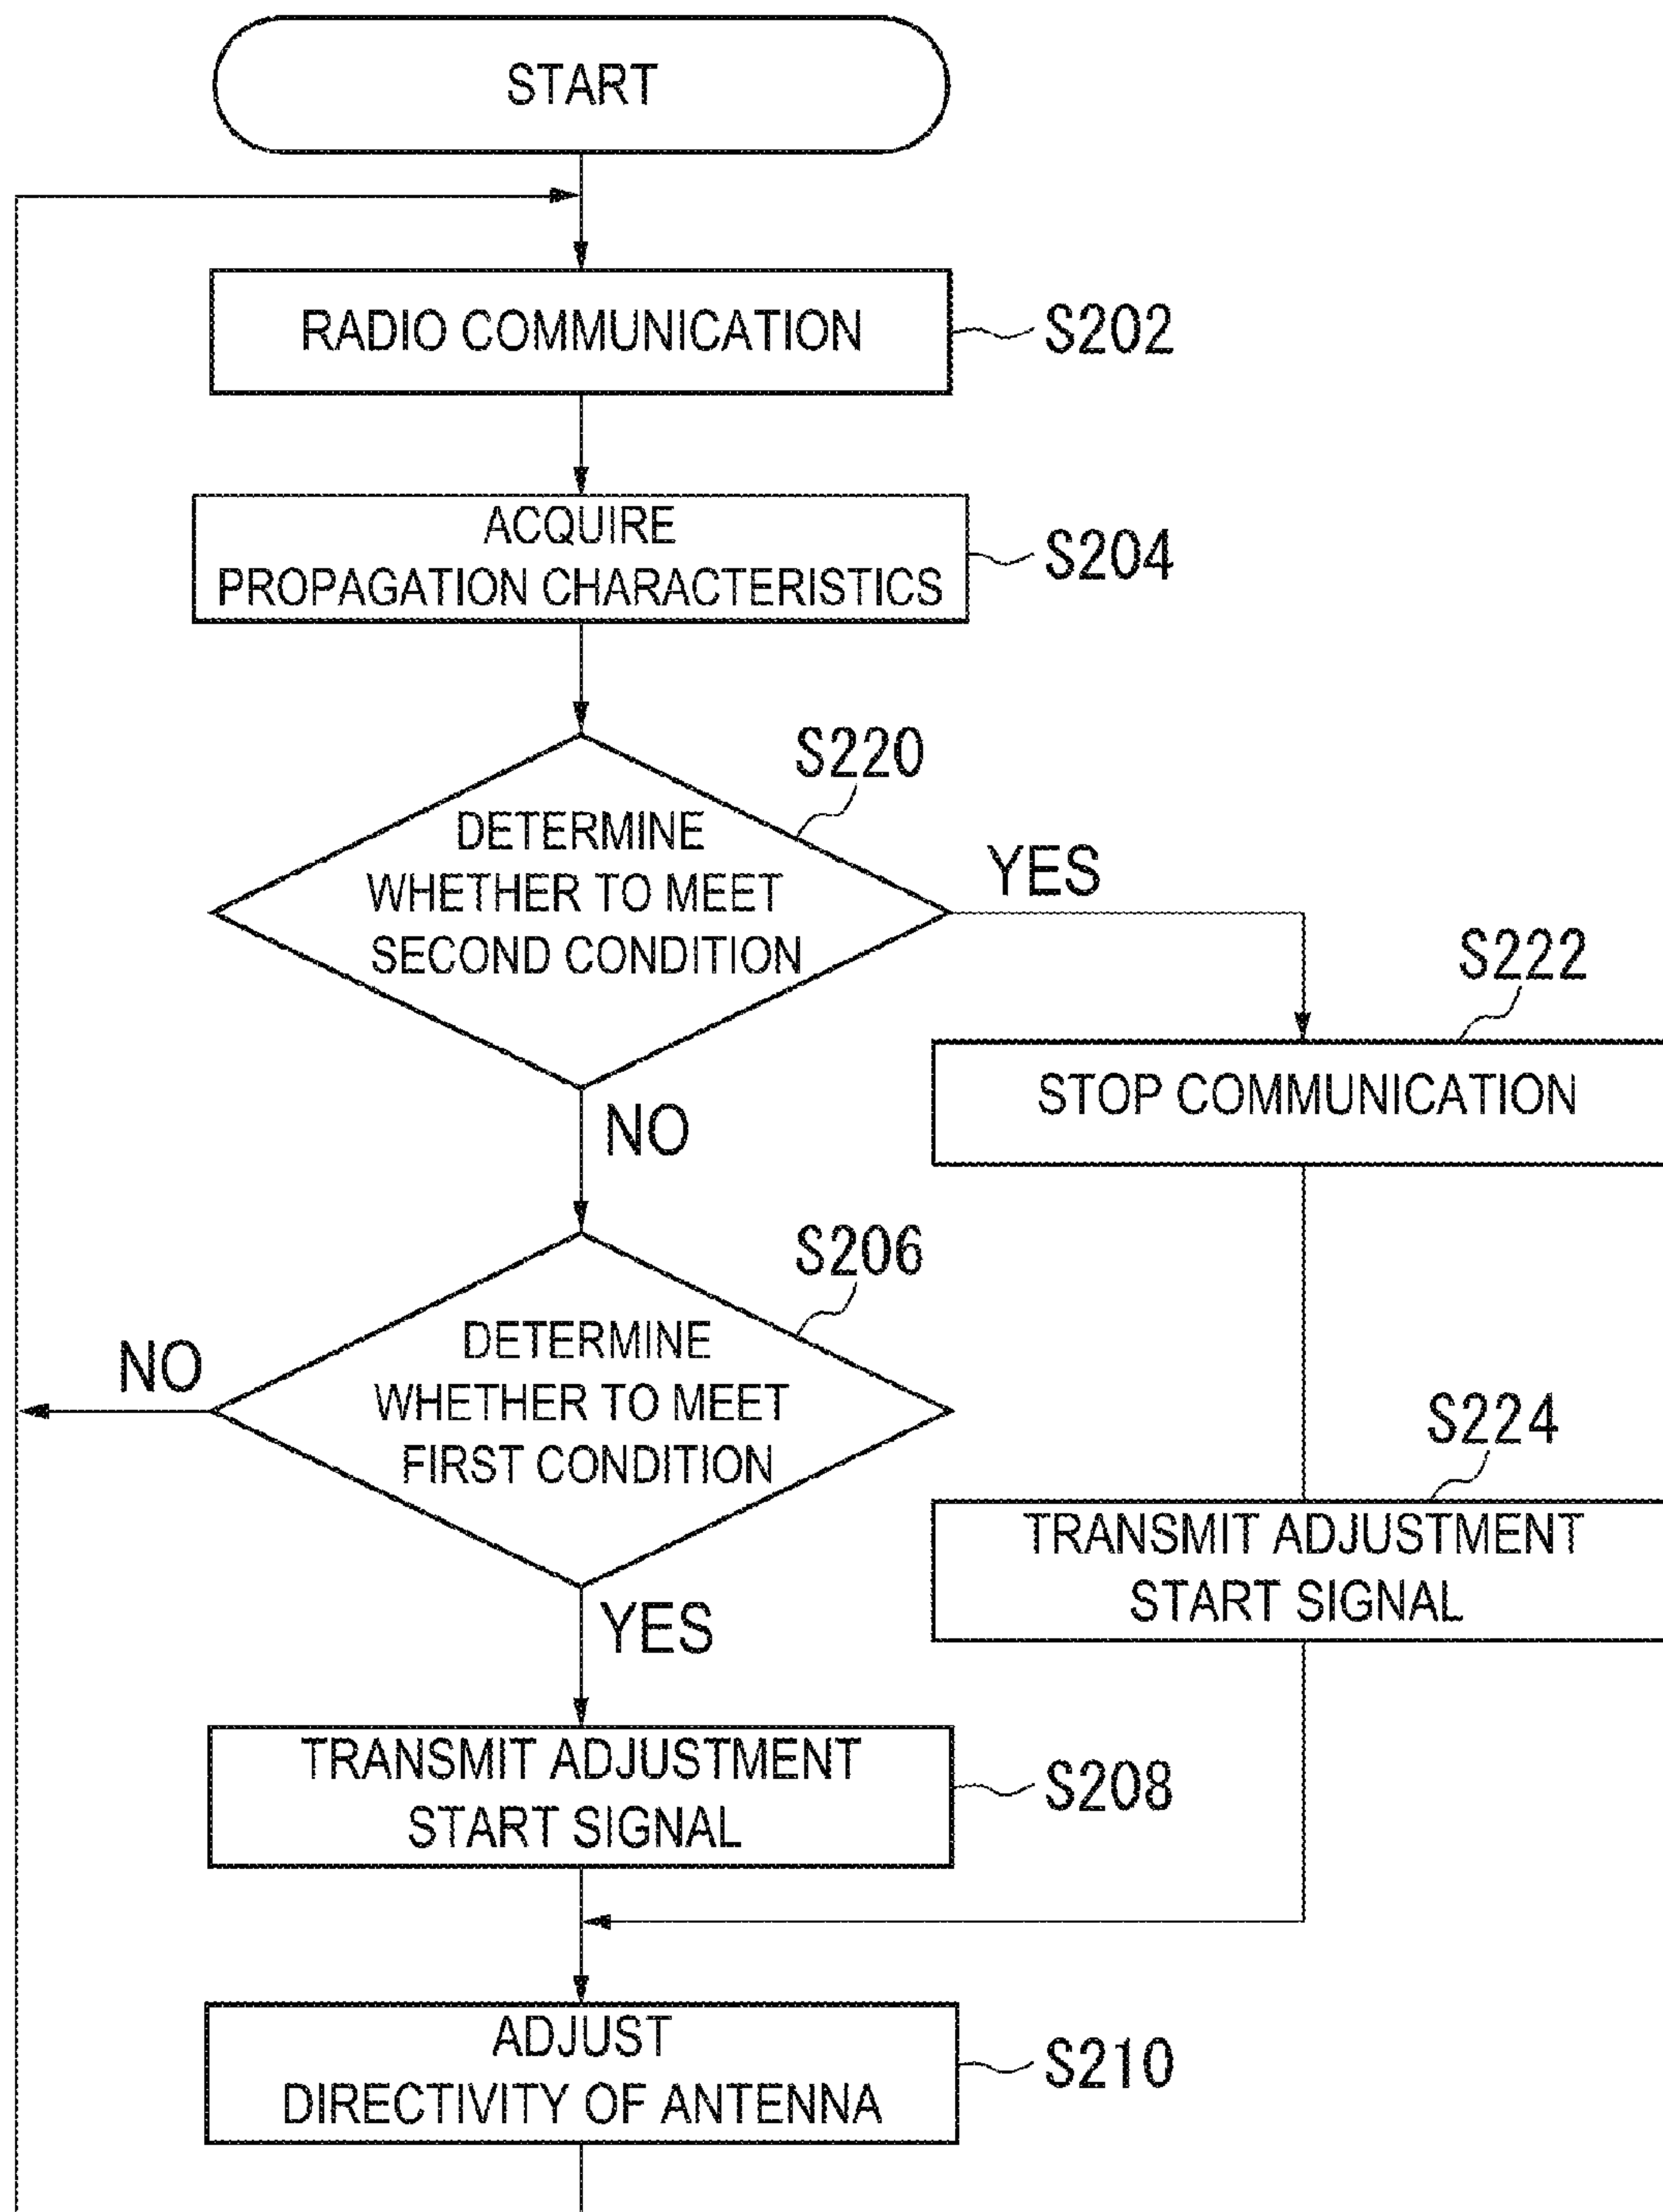 START
RADIO COMMUNICATION
S202
ACQUIRE
PROPAGATION CHARACTERISTICS
S204
S220
DETERMINE
WHETHER TO MEET
SECOND CONDITION
YES
NO
S222
STOP COMMUNICATION
S206
DETERMINE
WHETHER TO MEET
FIRST CONDITION
NO
YES
S224
TRANSMIT ADJUSTMENT
START SIGNAL
TRANSMIT ADJUSTMENT
START SIGNAL
S208
ADJUST
DIRECTIVITY OF ANTENNA
S210